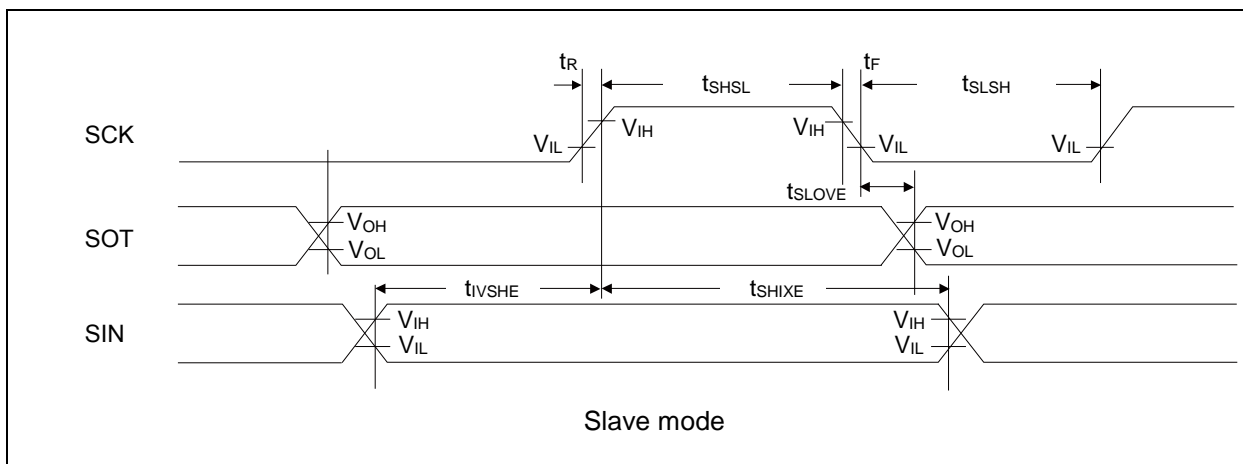 tR tSHSL tF tSLSH
SCK VIL VIH VIH VIL VIL
tSLOVE
SOT VOH VOL VOH VOL
tIVSHE tSHIXE
SIN VIH VIL VIH VIL
Slave mode